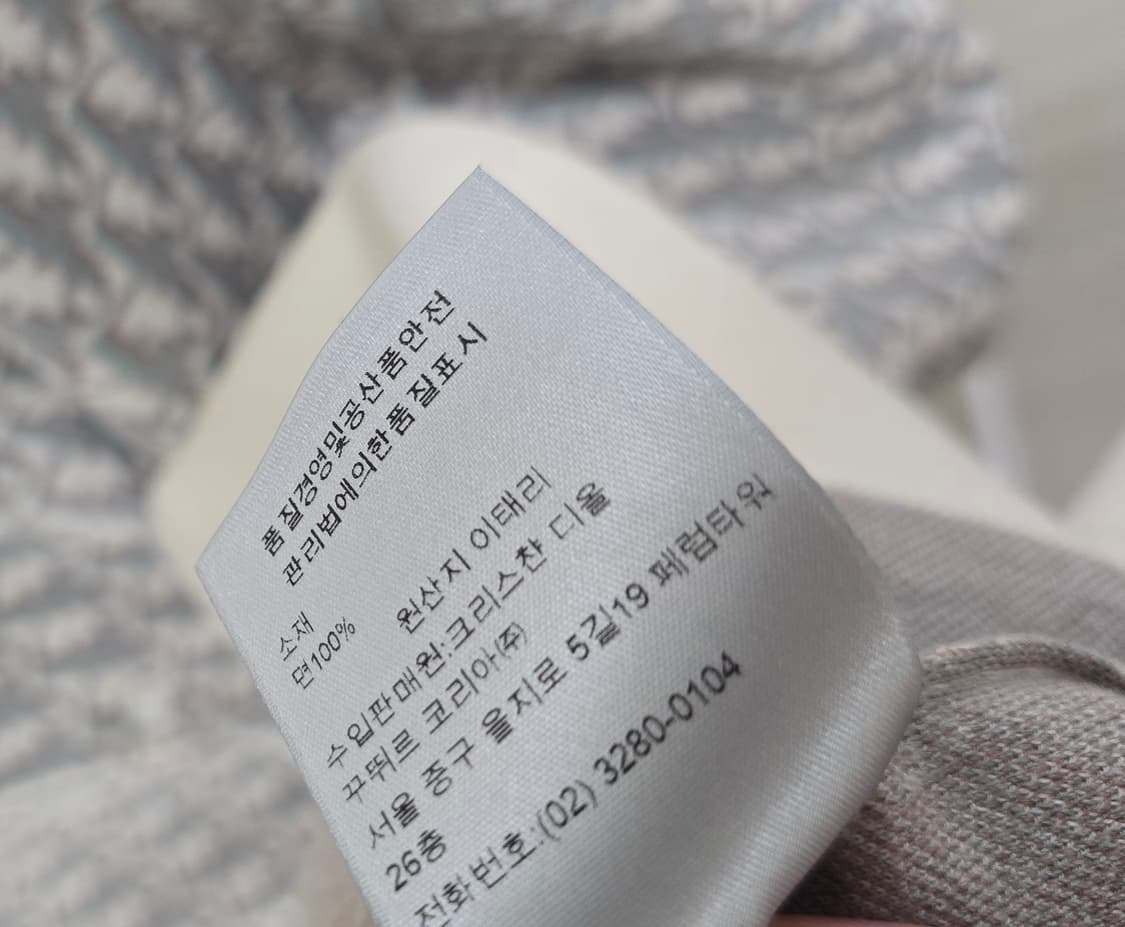 품질경영및공산품안전
관리법에의한품질표시
소재 원산지 이태리
면100%
수입판매원:크리스챤 디올
꾸뛰르 코리아(주)
서울 중구 을지로 5길19 페럼타워
26층
전화번호:(02) 3280-0104